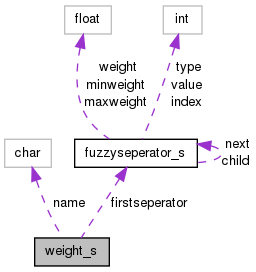 float
int
weight
minweight
maxweight
type
value
index
char
fuzzyseperator_s
next
child
name
firstseperator
weight_s